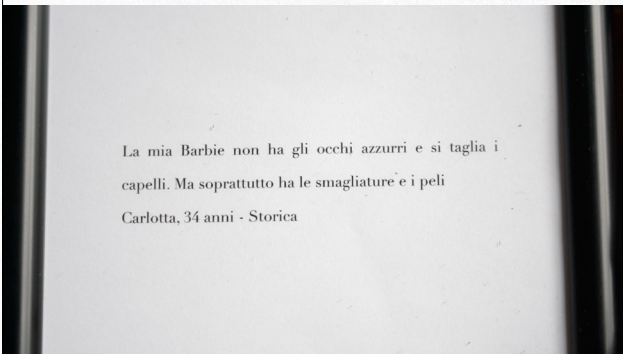 La mia Barbie non ha gli occhi azzurri e si taglia i
capelli. Ma soprattutto ha le smagliature e i peli
Carlotta, 34 anni - Storica